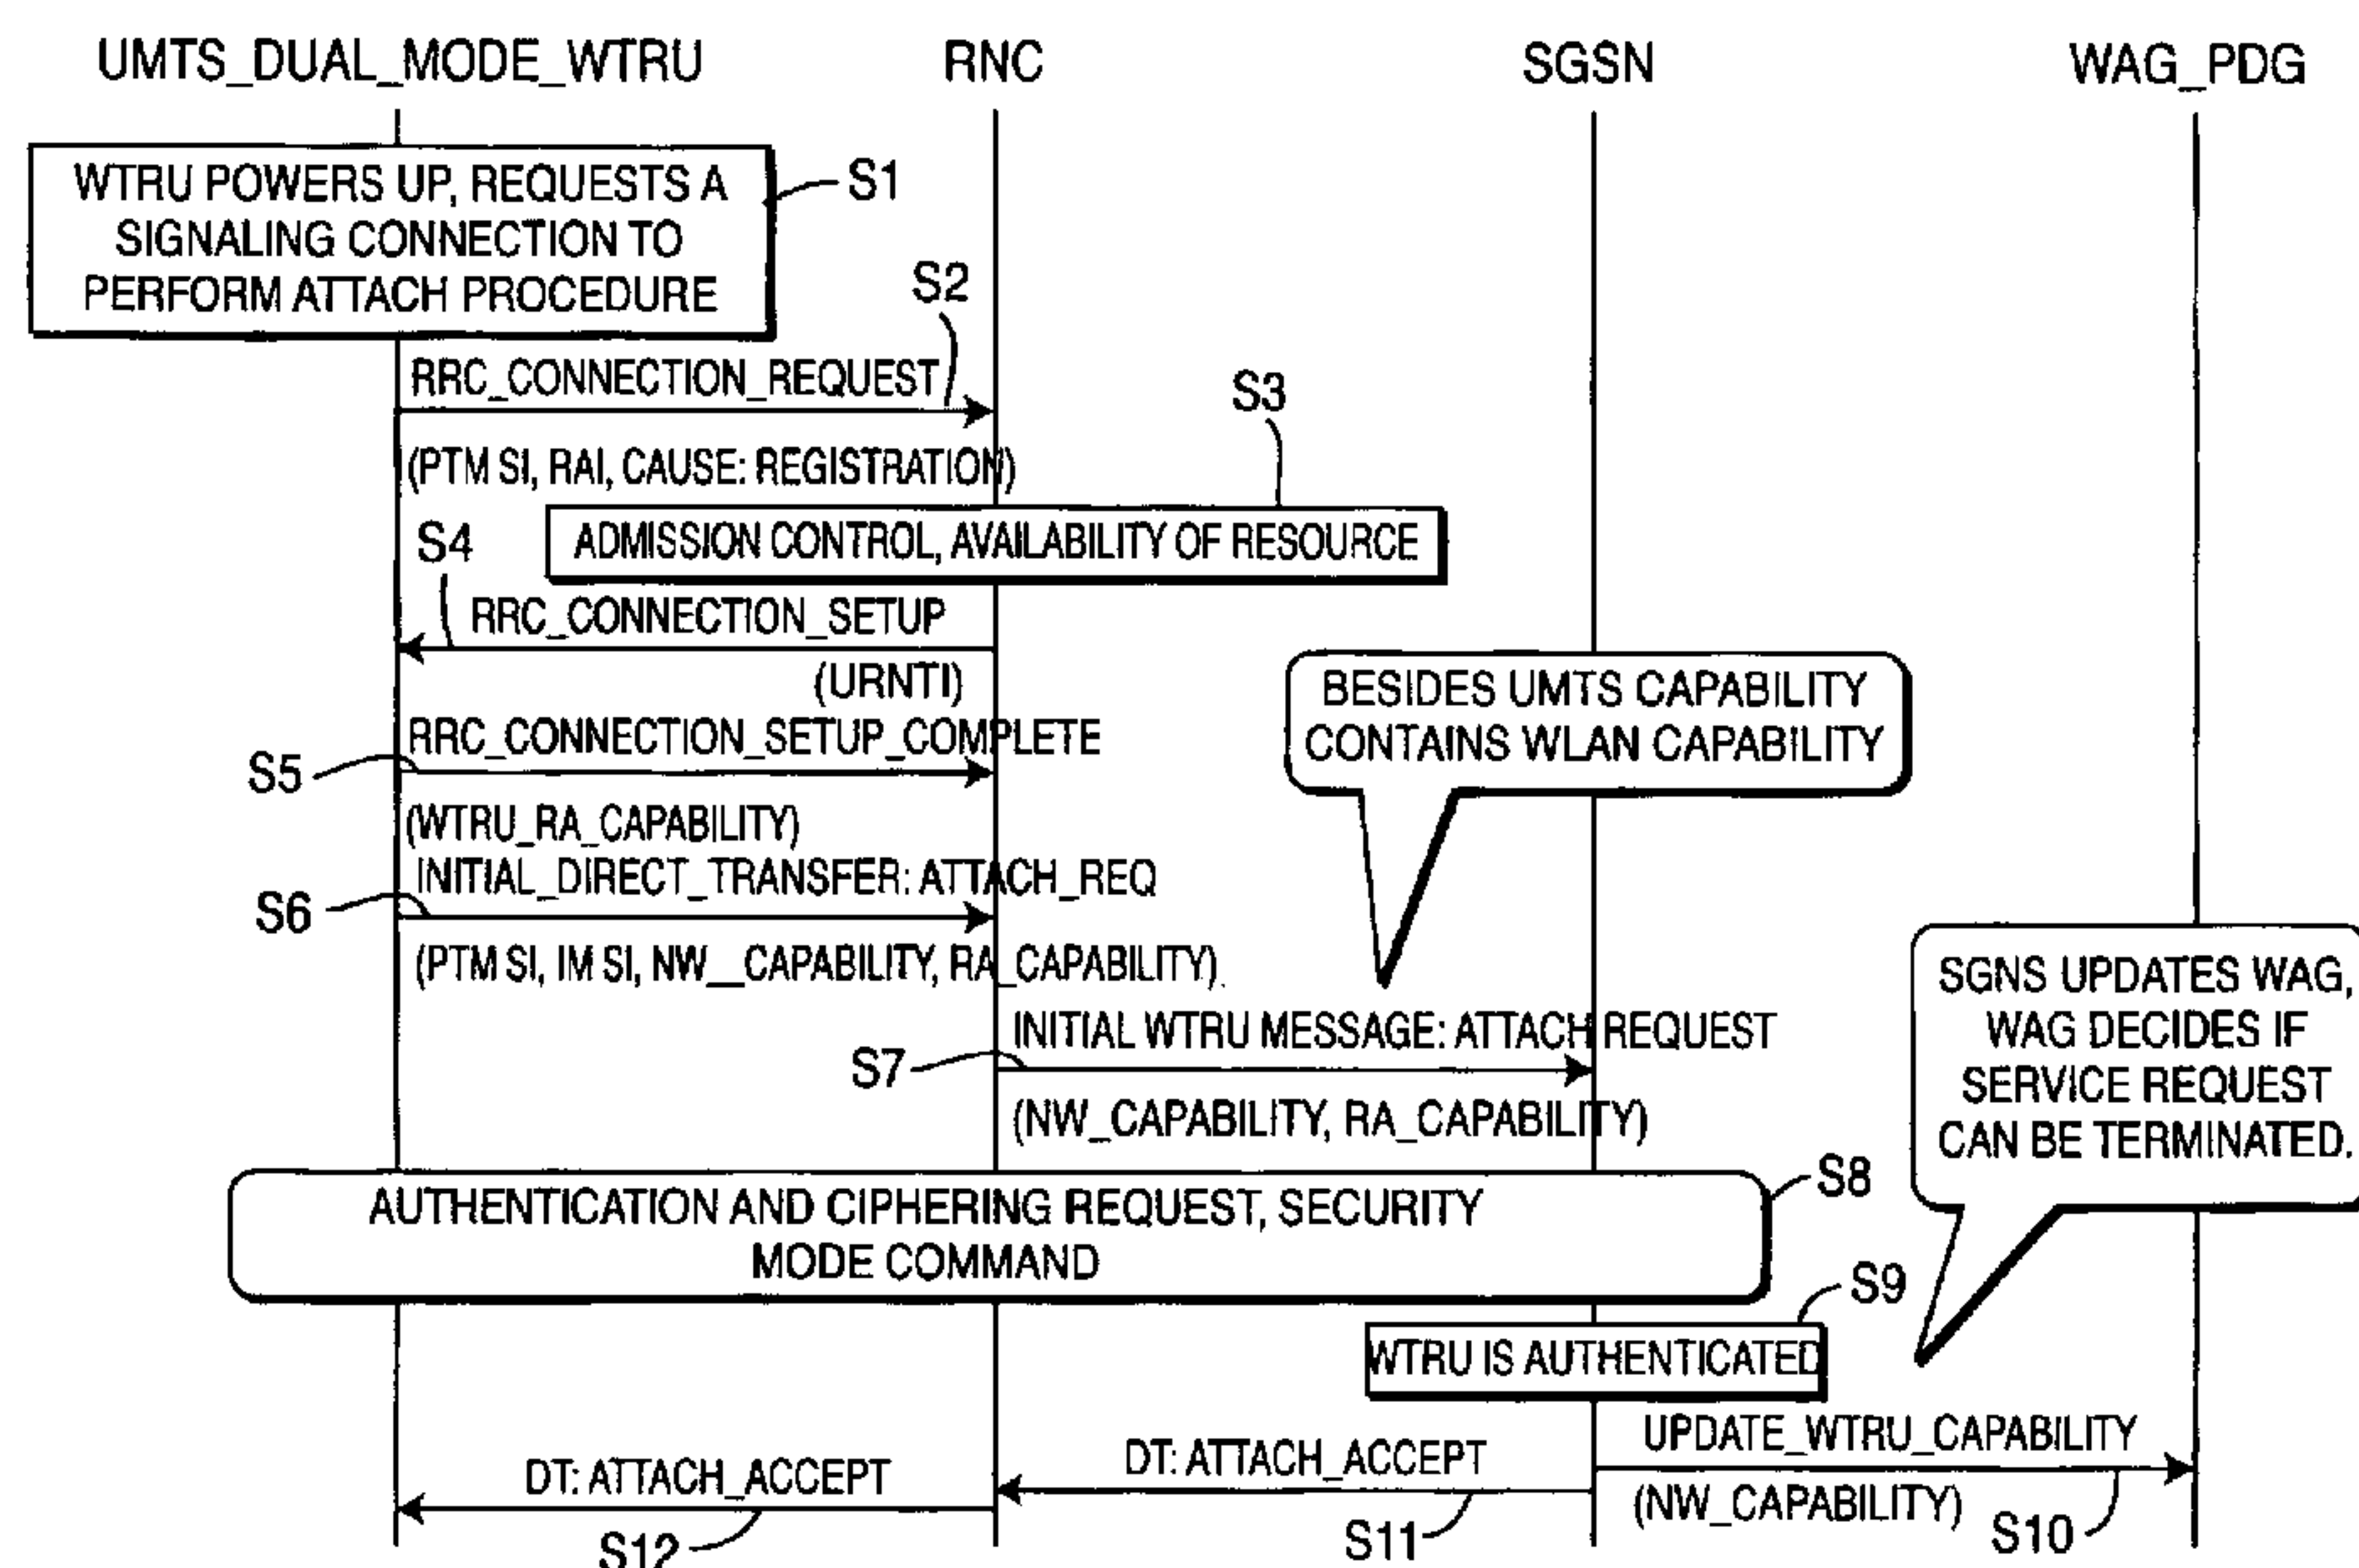 UMTS_DUAL_MODE_WTRU RNC SGSN WAG_PDG
WTRU POWERS UP, REQUESTS A
SIGNALING CONNECTION TO
PERFORM ATTACH PROCEDURE
S1
S2
RRC_CONNECTION_REQUEST
(PTM SI, RAI, CAUSE: REGISTRATION)
S3
ADMISSION CONTROL, AVAILABILITY OF RESOURCE
S4
RRC_CONNECTION_SETUP
(URNTI)
BESIDES UMTS CAPABILITY
CONTAINS WLAN CAPABILITY
RRC_CONNECTION_SETUP_COMPLETE
S5
(WTRU_RA_CAPABILITY)
INITIAL_DIRECT_TRANSFER: ATTACH_REQ
S6
(PTM SI, IM SI, NW__CAPABILITY, RA_CAPABILITY)
SGNS UPDATES WAG,
WAG DECIDES IF
SERVICE REQUEST
CAN BE TERMINATED.
INITIAL WTRU MESSAGE: ATTACH REQUEST
S7
(NW_CAPABILITY, RA_CAPABILITY)
AUTHENTICATION AND CIPHERING REQUEST, SECURITY
MODE COMMAND
S8
S9
WTRU IS AUTHENTICATED
UPDATE_WTRU_CAPABILITY
(NW_CAPABILITY)
S10
DT: ATTACH_ACCEPT
S11
DT: ATTACH_ACCEPT
S12